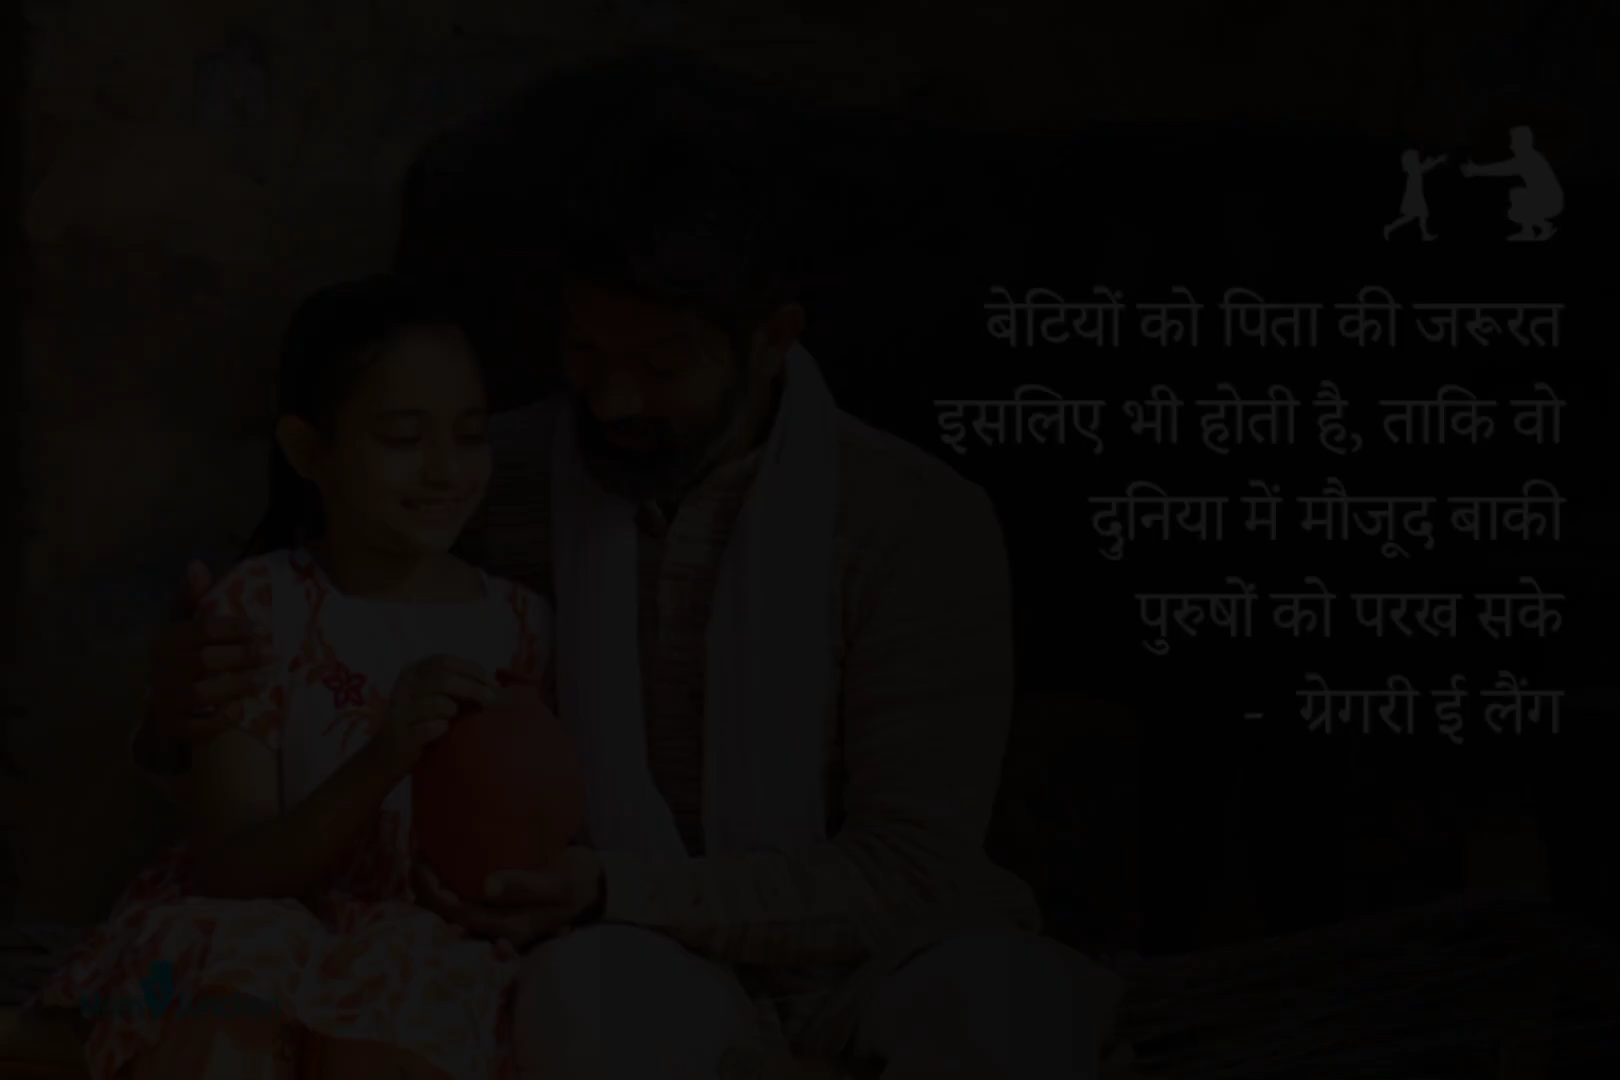 बेटियों को पिता की जरूरत
इसलिए भी होती है, ताकि वो
दुनिया में मौजूद बाकी
पुरुषों को परख सके
- ग्रेगरी ई लैंग